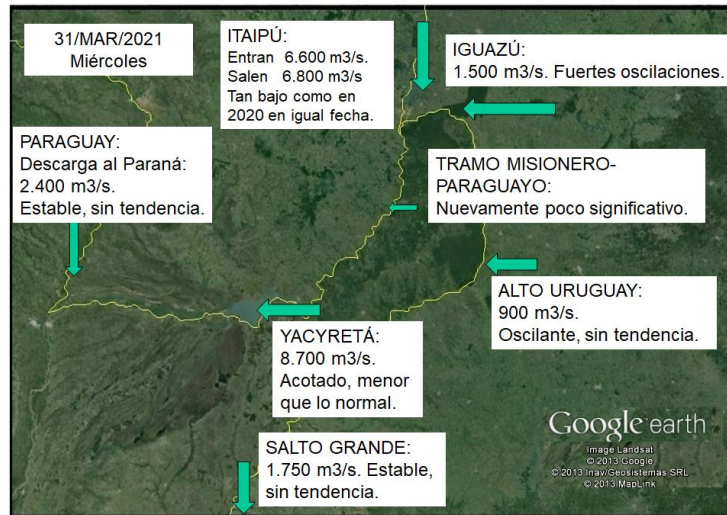 31/MAR/2021
Miércoles
ITAIPÚ:
Entran 6.600 m3/s.
Salen 6.800 m3/s
Tan bajo como en
2020 en igual fecha.
IGUAZÚ:
1.500 m3/s. Fuertes oscilaciones.
PARAGUAY:
Descarga al Paraná:
2.400 m3/s.
Estable, sin tendencia.
TRAMO MISIONERO-
PARAGUAYO:
Nuevamente poco significativo.
ALTO URUGUAY:
900 m3/s.
Oscilante, sin tendencia.
YACYRETÁ:
8.700 m3/s.
Acotado, menor
que lo normal.
SALTO GRANDE:
1.750 m3/s. Estable,
sin tendencia.
Google earth
Image Landsat
© 2013 Google
© 2013 Inav/Geosistemas SRL
© 2013 MapLink